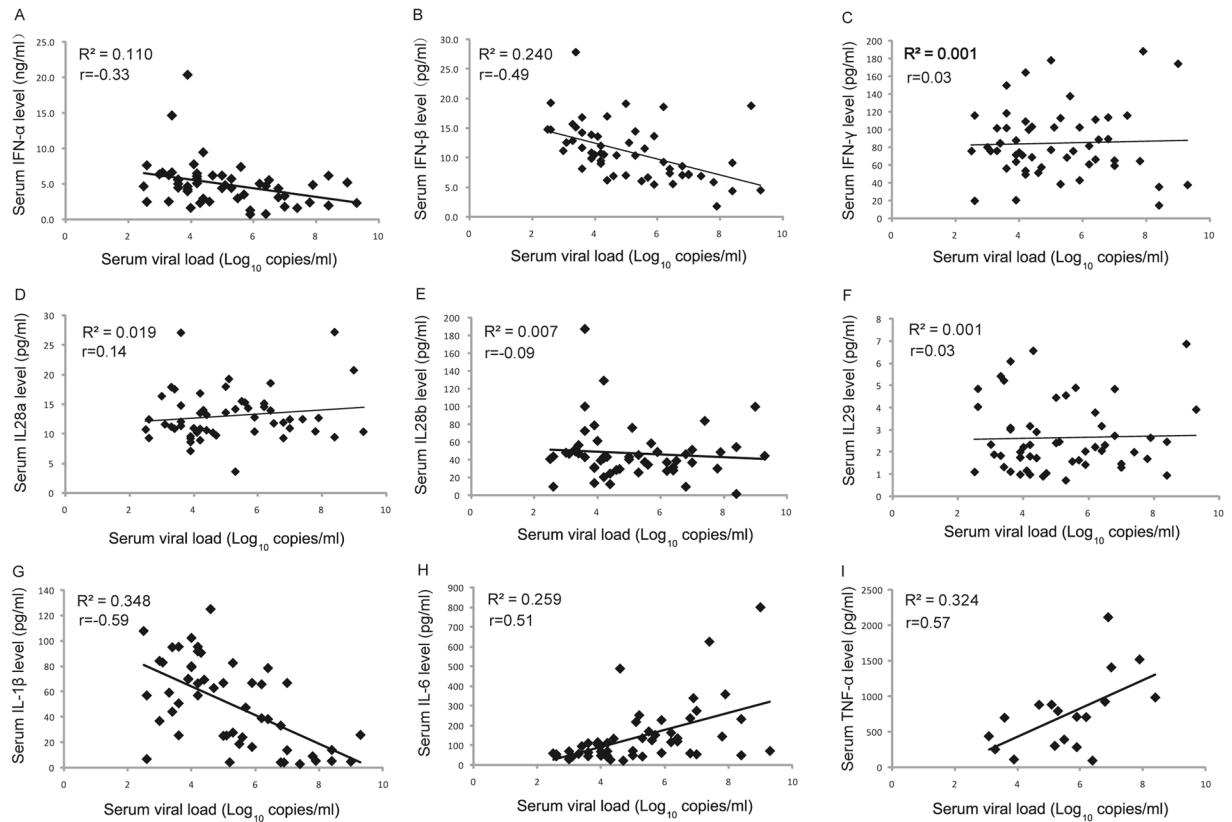 A
Serum IFN-α level (ng/ml)
R² = 0.110
r=-0.33
25.0
20.0
15.0
10.0
5.0
0.0
0 2 4 6 8 10
Serum viral load (Log10 copies/ml)
B
Serum IFN-β level (pg/ml)
R² = 0.240
r=-0.49
30.0
25.0
20.0
15.0
10.0
5.0
0.0
0 2 4 6 8 10
Serum viral load (Log10 copies/ml)
C
Serum IFN-γ level (pg/ml)
R² = 0.001
r=0.03
200
180
160
140
120
100
80
60
40
20
0
0 2 4 6 8 10
Serum viral load (Log10 copies/ml)
D
Serum IL28a level (pg/ml)
R² = 0.019
r=0.14
30
25
20
15
10
5
0
0 2 4 6 8 10
Serum viral load (Log10 copies/ml)
E
Serum IL28b level (pg/ml)
R² = 0.007
r=-0.09
200
180
160
140
120
100
80
60
40
20
0
0 2 4 6 8 10
Serum viral load (Log10 copies/ml)
F
Serum IL29 level (pg/ml)
R² = 0.001
r=0.03
8
7
6
5
4
3
2
1
0
0 2 4 6 8 10
Serum viral load (Log10 copies/ml)
G
Serum IL-1β level (pg/ml)
R² = 0.348
r=-0.59
140
120
100
80
60
40
20
0
0 2 4 6 8 10
Serum viral load (Log10 copies/ml)
H
Serum IL-6 level (pg/ml)
R² = 0.259
r=0.51
900
800
700
600
500
400
300
200
100
0
0 2 4 6 8 10
Serum viral load (Log10 copies/ml)
I
Serum TNF-α level (pg/ml)
R² = 0.324
r=0.57
2500
2000
1500
1000
500
0
0 2 4 6 8 10
Serum viral load (Log10 copies/ml)